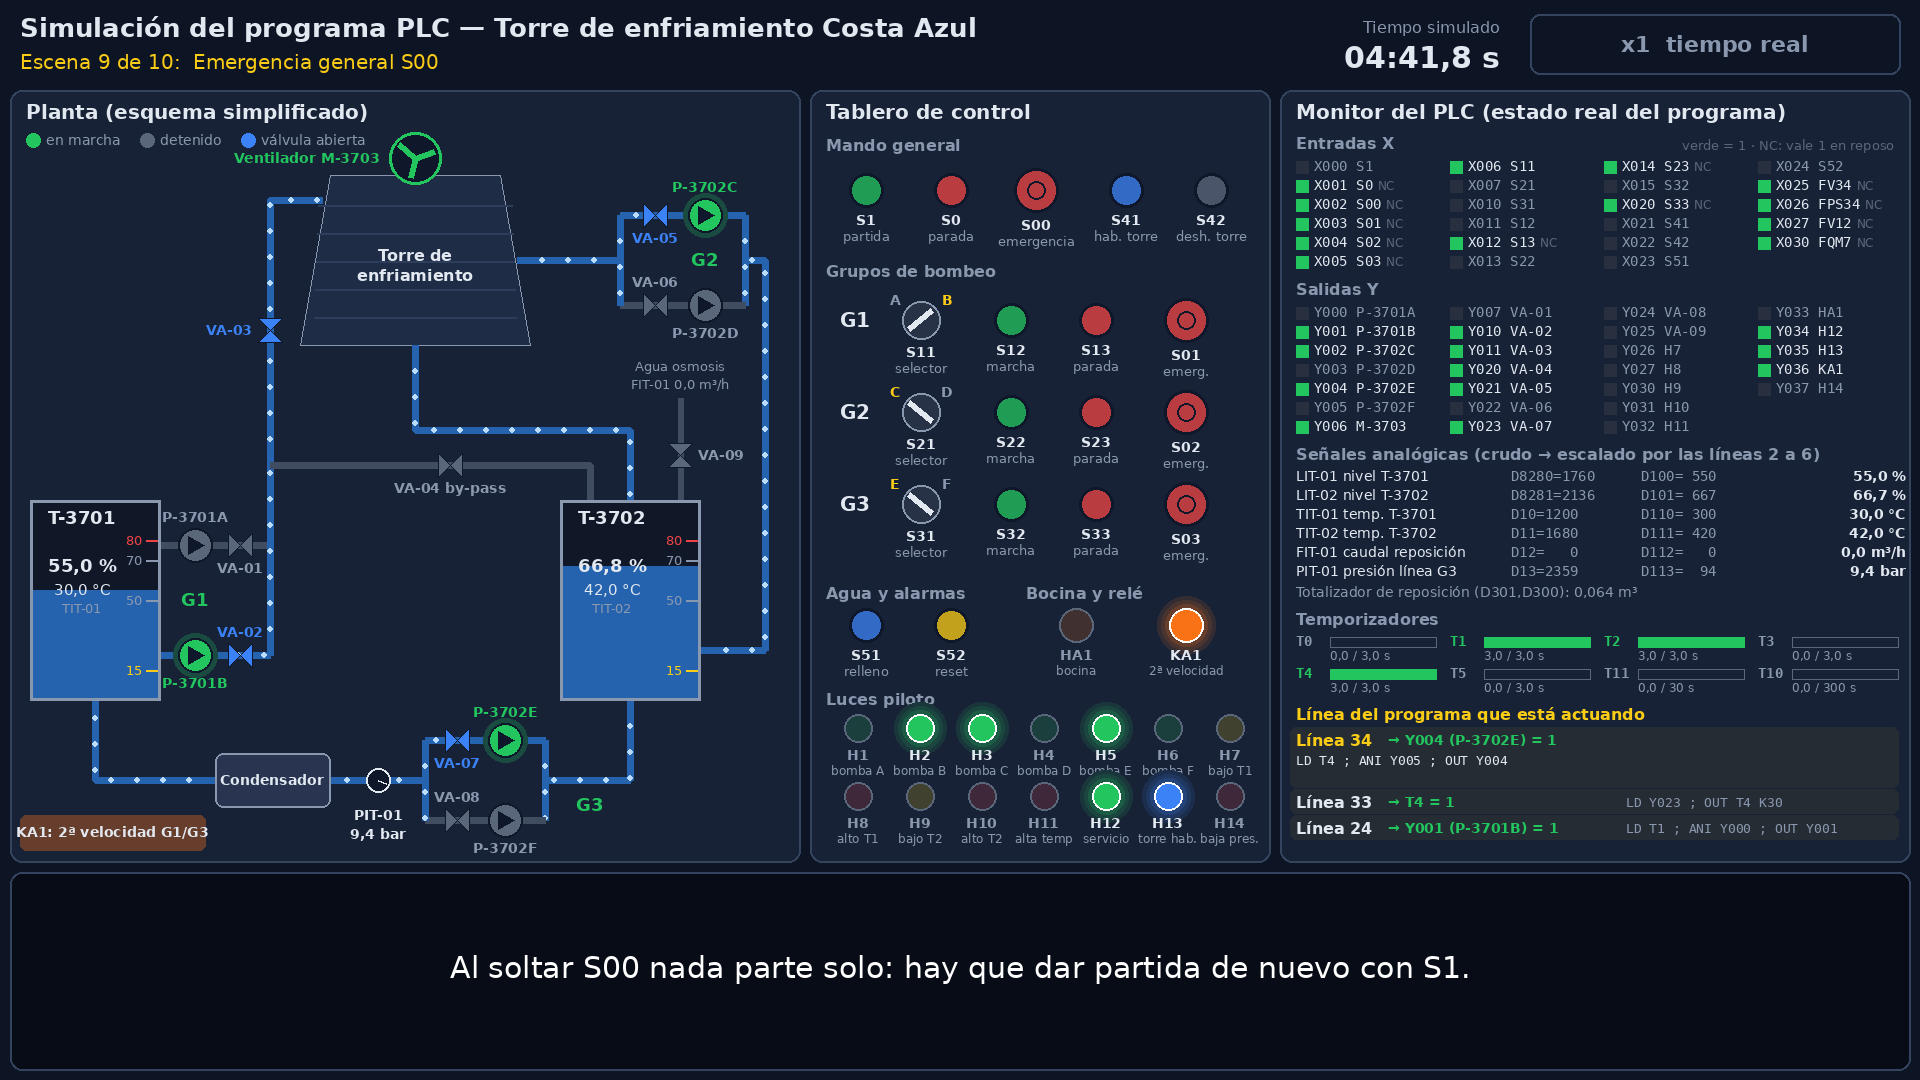 Simulación del programa PLC — Torre de enfriamiento Costa Azul
Escena 9 de 10:  Emergencia general S00
Tiempo simulado
04:41,8 s
x1  tiempo real
Planta (esquema simplificado)
en marcha
detenido
válvula abierta
Ventilador M-3703
Torre de
enfriamiento
VA-03
P-3702C
VA-05
G2
VA-06
P-3702D
Agua osmosis
FIT-01 0,0 m³/h
VA-09
VA-04 by-pass
T-3701
55,0 %
30,0 °C
TIT-01
80
70
50
15
P-3701A
VA-01
G1
VA-02
P-3701B
T-3702
66,8 %
42,0 °C
TIT-02
80
70
50
15
P-3702E
VA-07
VA-08
P-3702F
G3
Condensador
PIT-01
9,4 bar
KA1: 2ª velocidad G1/G3
Tablero de control
Mando general
S1
partida
S0
parada
S00
emergencia
S41
hab. torre
S42
desh. torre
Grupos de bombeo
G1
A
B
S11
selector
S12
marcha
S13
parada
S01
emerg.
G2
C
D
S21
selector
S22
marcha
S23
parada
S02
emerg.
G3
E
F
S31
selector
S32
marcha
S33
parada
S03
emerg.
Agua y alarmas
S51
relleno
S52
reset
Bocina y relé
HA1
bocina
KA1
2ª velocidad
Luces piloto
H1
bomba A
H2
bomba B
H3
bomba C
H4
bomba D
H5
bomba E
H6
bomba F
H7
bajo T1
H8
alto T1
H9
bajo T2
H10
alto T2
H11
alta temp
H12
servicio
H13
torre hab.
H14
baja pres.
Monitor del PLC (estado real del programa)
Entradas X
verde = 1 · NC: vale 1 en reposo
X000 S1
X001 S0 NC
X002 S00 NC
X003 S01 NC
X004 S02 NC
X005 S03 NC
X006 S11
X007 S21
X010 S31
X011 S12
X012 S13 NC
X013 S22
X014 S23 NC
X015 S32
X020 S33 NC
X021 S41
X022 S42
X023 S51
X024 S52
X025 FV34 NC
X026 FPS34 NC
X027 FV12 NC
X030 FQM7 NC
Salidas Y
Y000 P-3701A
Y001 P-3701B
Y002 P-3702C
Y003 P-3702D
Y004 P-3702E
Y005 P-3702F
Y006 M-3703
Y007 VA-01
Y010 VA-02
Y011 VA-03
Y020 VA-04
Y021 VA-05
Y022 VA-06
Y023 VA-07
Y024 VA-08
Y025 VA-09
Y026 H7
Y027 H8
Y030 H9
Y031 H10
Y032 H11
Y033 HA1
Y034 H12
Y035 H13
Y036 KA1
Y037 H14
Señales analógicas (crudo → escalado por las líneas 2 a 6)
LIT-01 nivel T-3701 D8280=1760 D100= 550 55,0 %
LIT-02 nivel T-3702 D8281=2136 D101= 667 66,7 %
TIT-01 temp. T-3701 D10=1200 D110= 300 30,0 °C
TIT-02 temp. T-3702 D11=1680 D111= 420 42,0 °C
FIT-01 caudal reposición D12=   0 D112=   0 0,0 m³/h
PIT-01 presión línea G3 D13=2359 D113=  94 9,4 bar
Totalizador de reposición (D301,D300): 0,064 m³
Temporizadores
T0
0,0 / 3,0 s
T1
3,0 / 3,0 s
T2
3,0 / 3,0 s
T3
0,0 / 3,0 s
T4
3,0 / 3,0 s
T5
0,0 / 3,0 s
T11
0,0 / 30 s
T10
0,0 / 300 s
Línea del programa que está actuando
Línea 34 → Y004 (P-3702E) = 1
LD T4 ; ANI Y005 ; OUT Y004
Línea 33 → T4 = 1 LD Y023 ; OUT T4 K30
Línea 24 → Y001 (P-3701B) = 1 LD T1 ; ANI Y000 ; OUT Y001
Al soltar S00 nada parte solo: hay que dar partida de nuevo con S1.